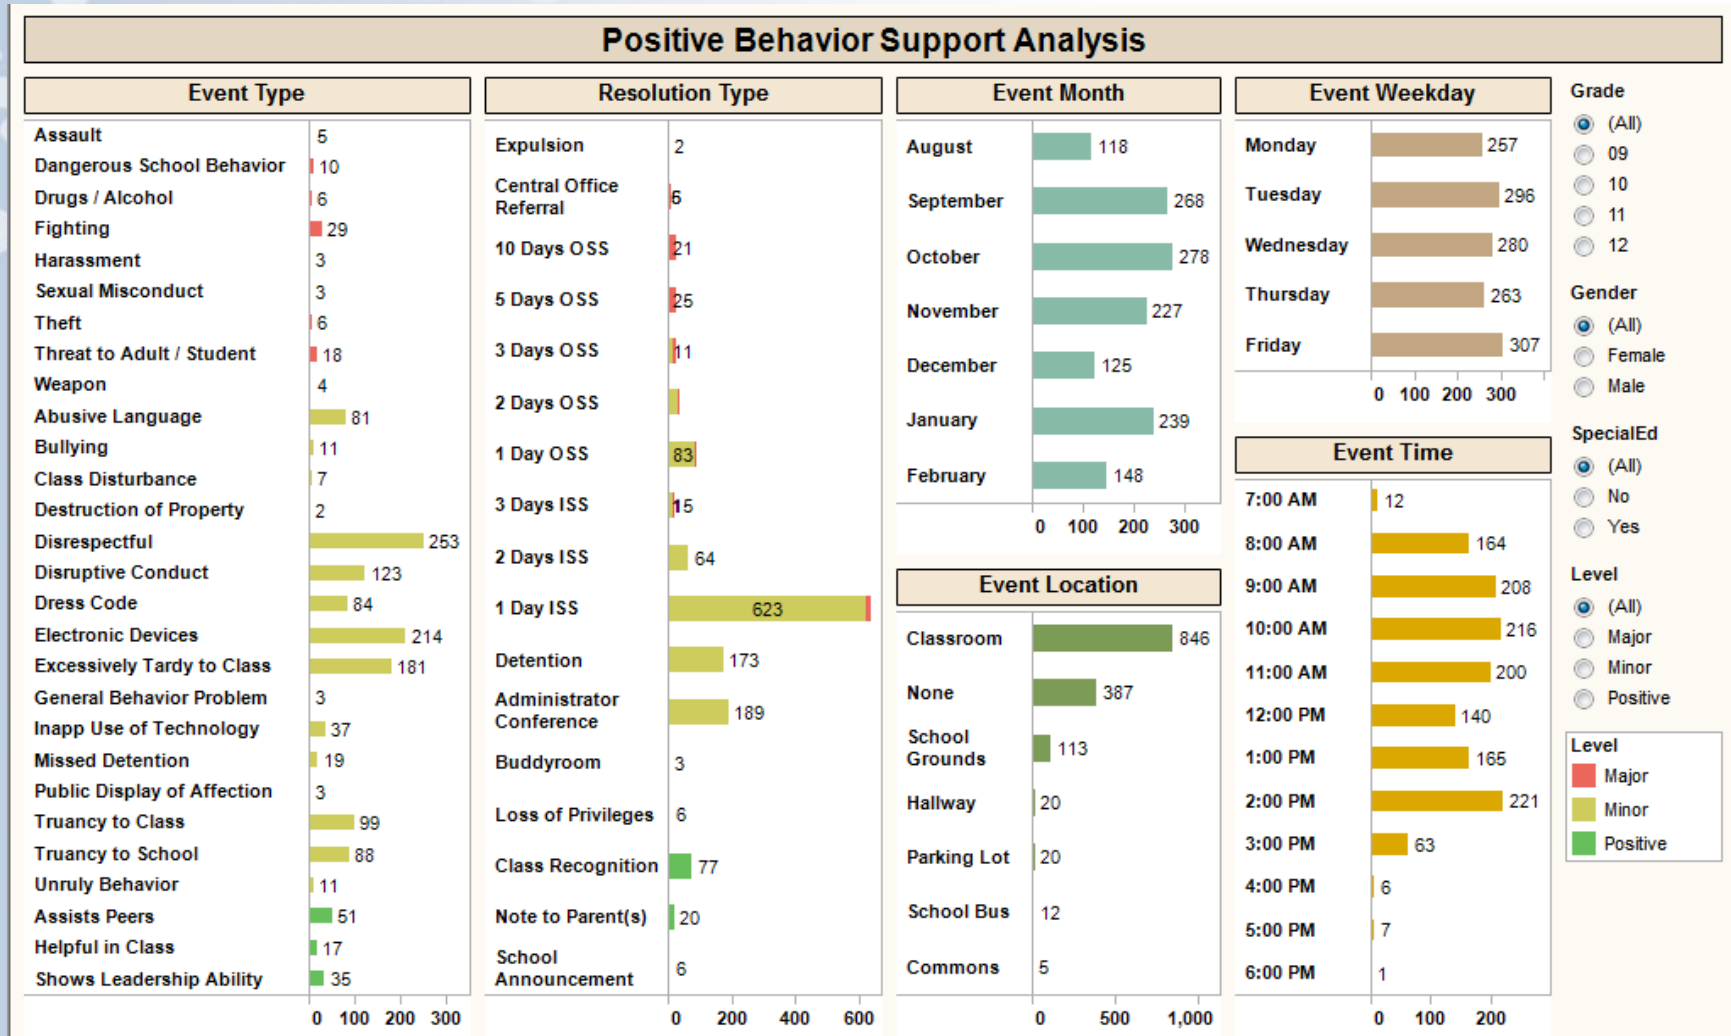 Positive Behavior Support Analysis
Event Type
Assault 5
Dangerous School Behavior 10
Drugs / Alcohol 6
Fighting 29
Harassment 3
Sexual Misconduct 3
Theft 6
Threat to Adult / Student 18
Weapon 4
Abusive Language 81
Bullying 11
Class Disturbance 7
Destruction of Property 2
Disrespectful 253
Disruptive Conduct 123
Dress Code 84
Electronic Devices 214
Excessively Tardy to Class 181
General Behavior Problem 3
Inapp Use of Technology 37
Missed Detention 19
Public Display of Affection 3
Truancy to Class 99
Truancy to School 88
Unruly Behavior 11
Assists Peers 51
Helpful in Class 17
Shows Leadership Ability 35
0 100 200 300
Resolution Type
Expulsion 2
Central Office
Referral 5
10 Days OSS 21
5 Days OSS 25
3 Days OSS 11
2 Days OSS
1 Day OSS 83
3 Days ISS 15
2 Days ISS 64
1 Day ISS 623
Detention 173
Administrator
Conference 189
Buddyroom 3
Loss of Privileges 6
Class Recognition 77
Note to Parent(s) 20
School
Announcement 6
0 200 400 600
Event Month
August 118
September 268
October 278
November 227
December 125
January 239
February 148
0 100 200 300
Event Location
Classroom 846
None 387
School
Grounds 113
Hallway 20
Parking Lot 20
School Bus 12
Commons 5
0 500 1,000
Event Weekday
Monday 257
Tuesday 296
Wednesday 280
Thursday 263
Friday 307
0 100 200 300
Event Time
7:00 AM 12
8:00 AM 164
9:00 AM 208
10:00 AM 216
11:00 AM 200
12:00 PM 140
1:00 PM 165
2:00 PM 221
3:00 PM 63
4:00 PM 6
5:00 PM 7
6:00 PM 1
0 100 200
Grade
(All)
09
10
11
12
Gender
(All)
Female
Male
SpecialEd
(All)
No
Yes
Level
(All)
Major
Minor
Positive
Level
Major
Minor
Positive